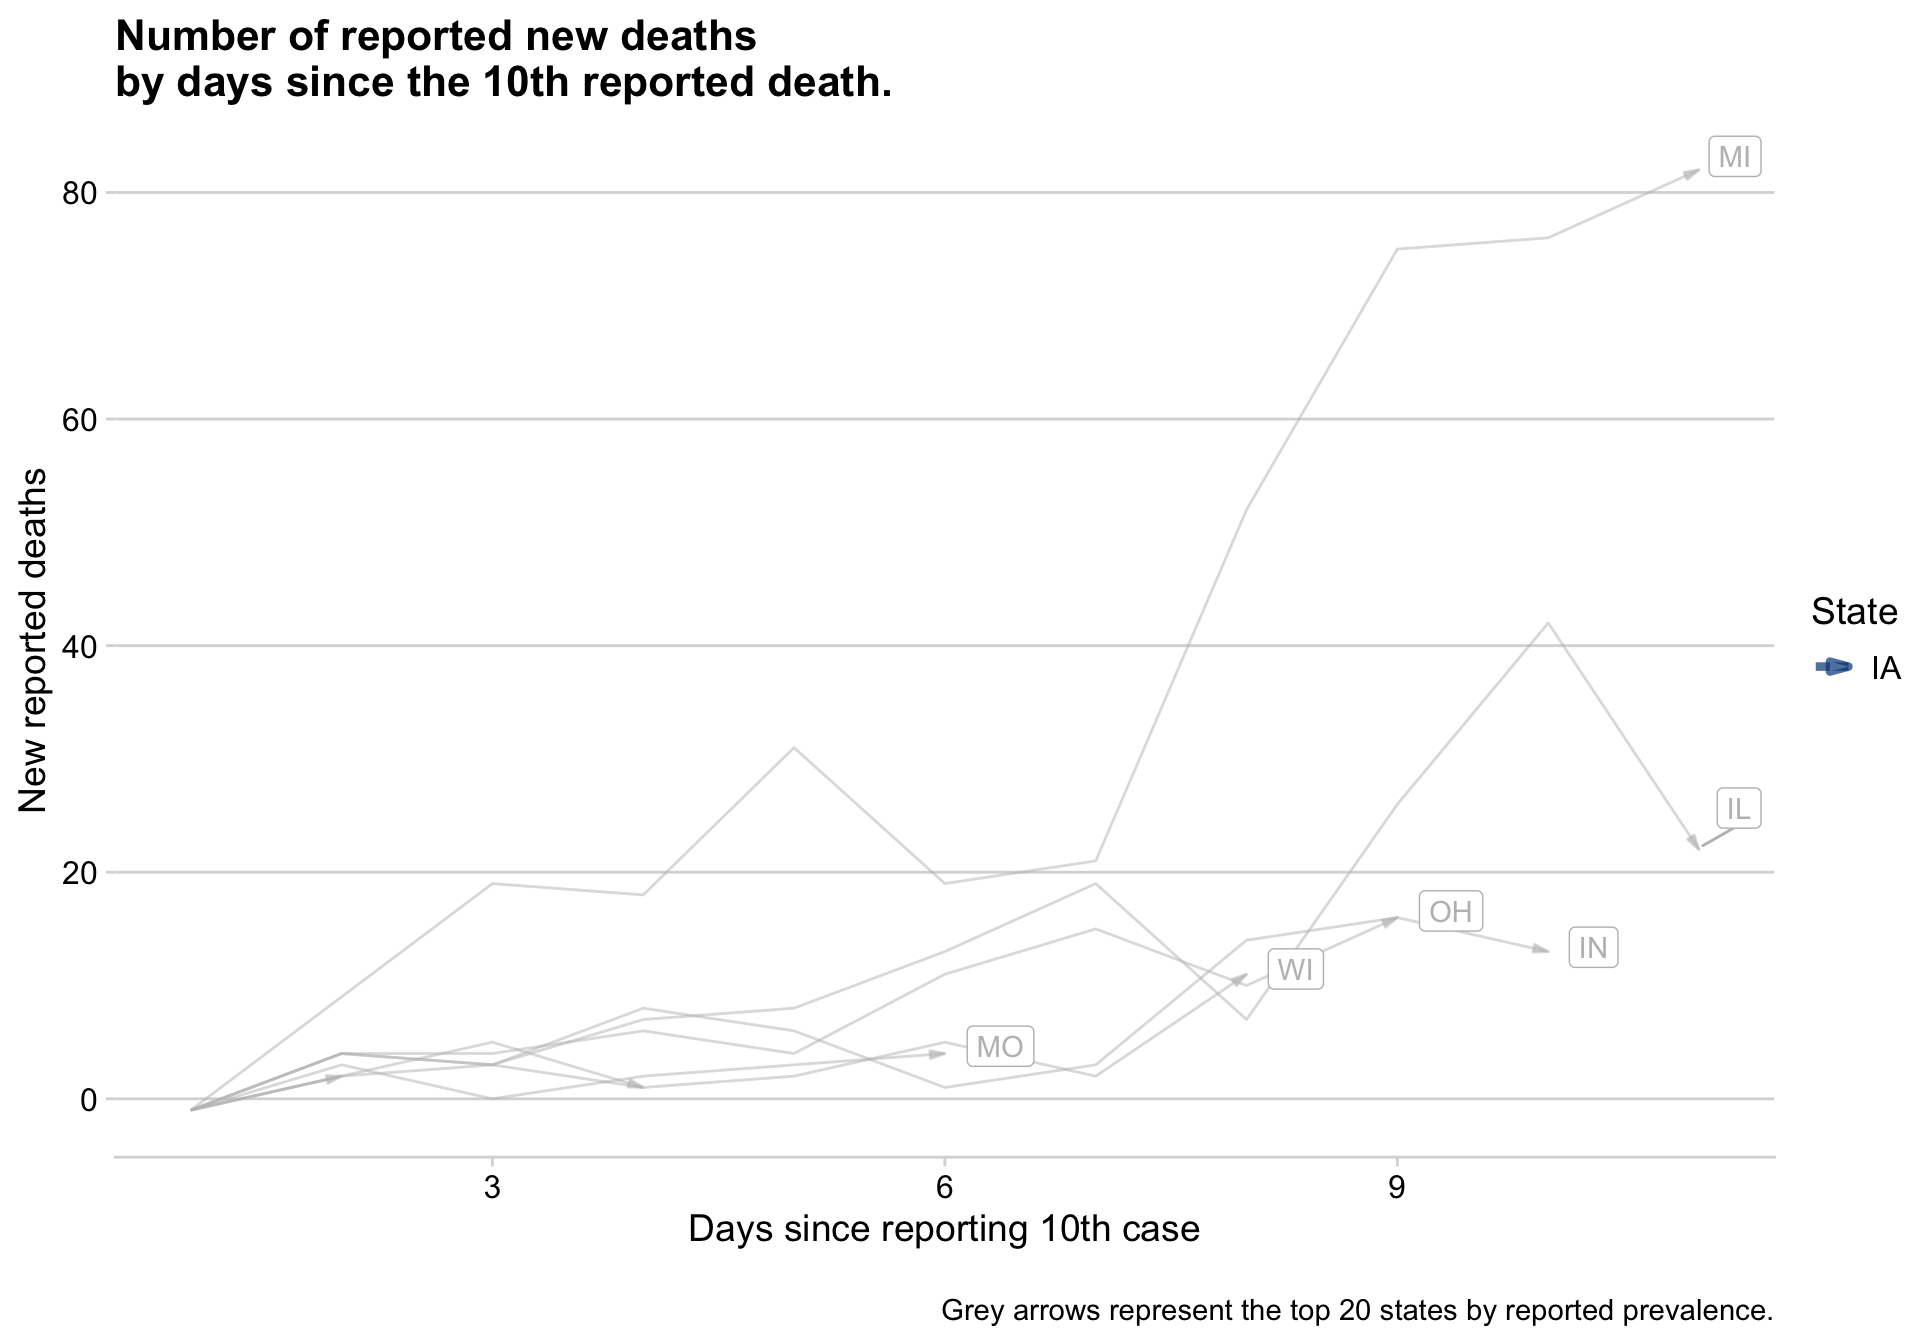 Number of reported new deaths
by days since the 10th reported death.
MI
80
60
State
40
IA
New reported deaths
IL
20
OH
IN
WI
MO
0
3
6
9
Days since reporting 10th case
Grey arrows represent the top 20 states by reported prevalence.